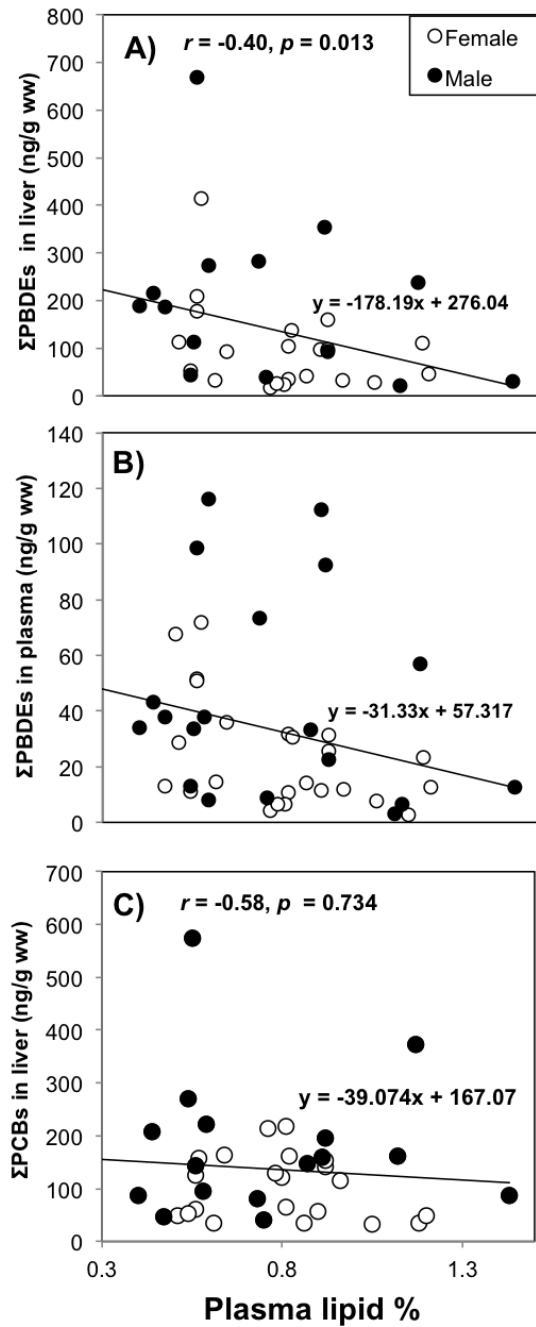 A)
r = -0.40, p = 0.013
Female
Male
800
700
600
500
400
300
200
100
0
ΣPBDEs in liver (ng/g ww)
y = -178.19x + 276.04
B)
140
120
100
80
60
40
20
0
ΣPBDEs in plasma (ng/g ww)
y = -31.33x + 57.317
C)
r = -0.58, p = 0.734
700
600
500
400
300
200
100
0
ΣPCBs in liver (ng/g ww)
y = -39.074x + 167.07
0.3 0.8 1.3
Plasma lipid %